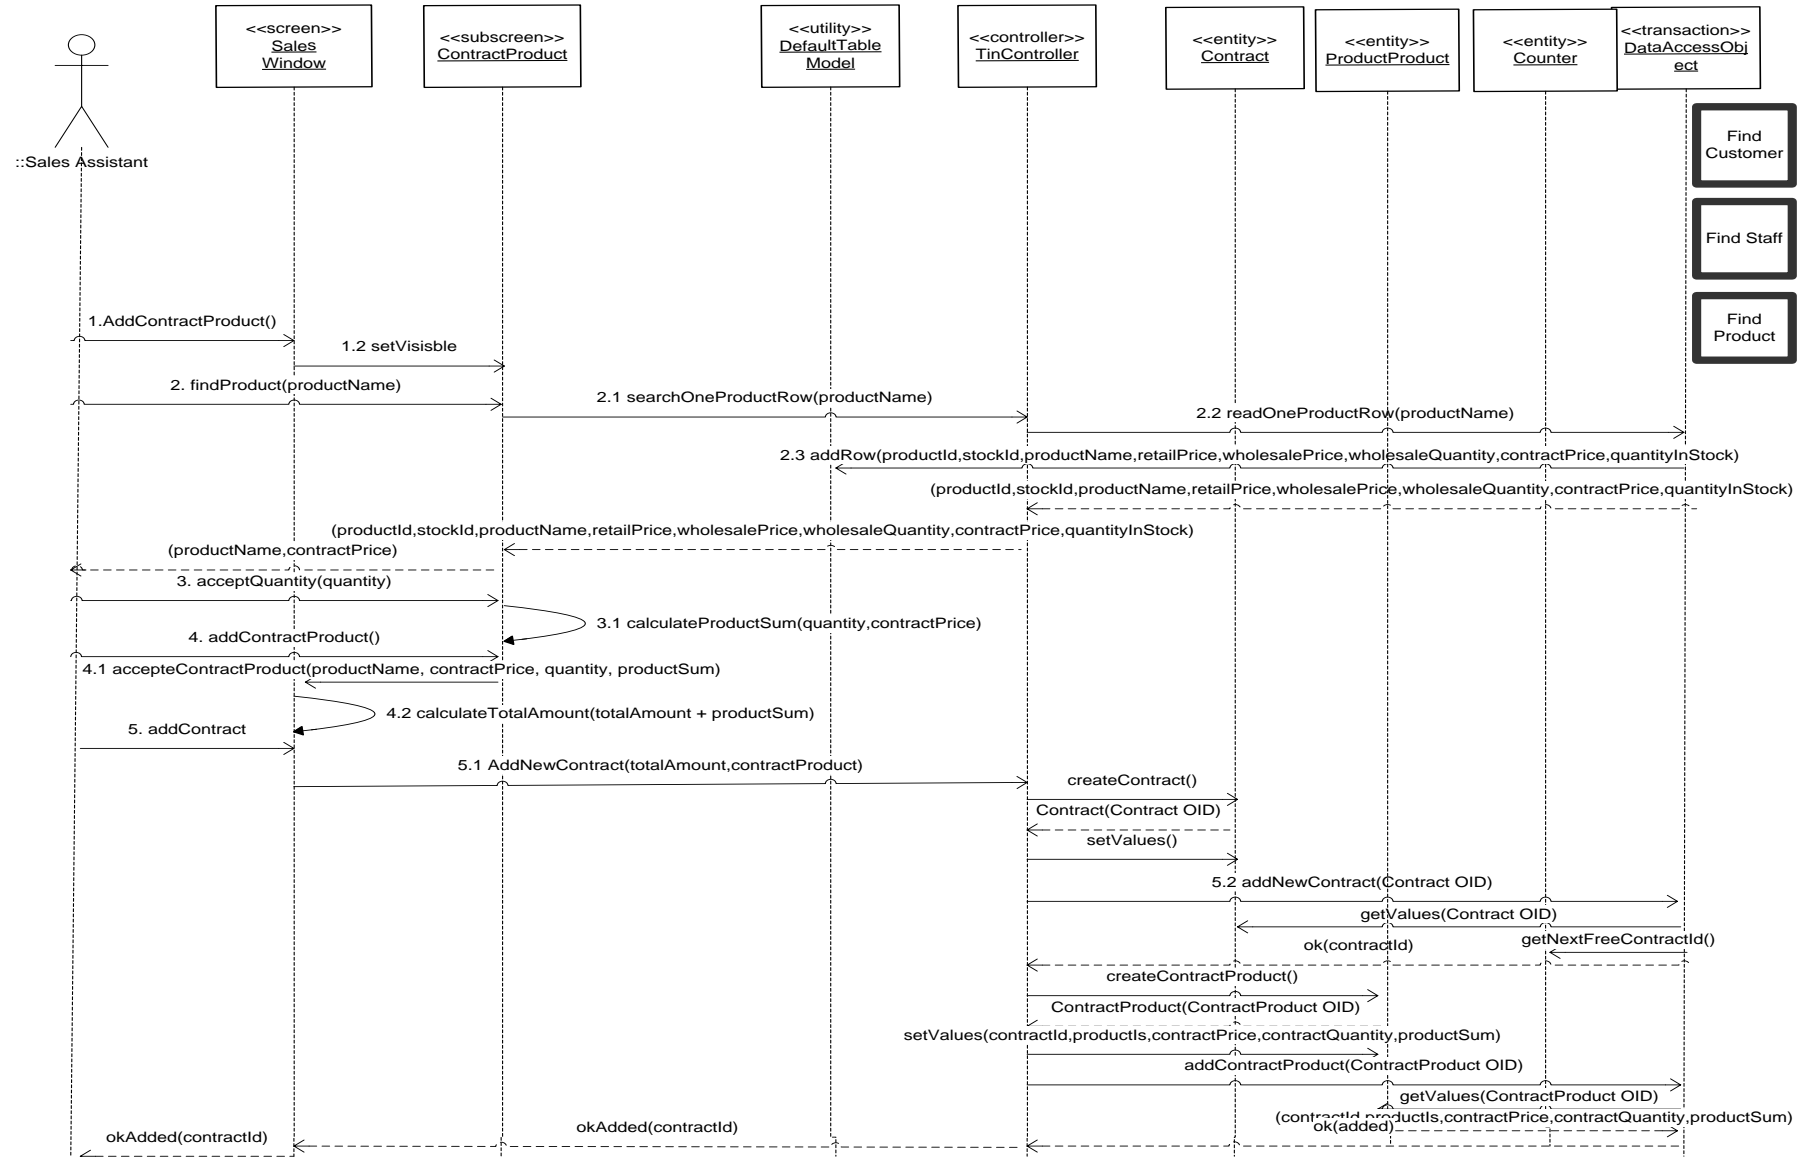 <<screen>>
Sales
Window
<<subscreen>>
ContractProduct
<<utility>>
DefaultTable
Model
<<controller>>
TinController
<<entity>>
Contract
<<entity>>
ProductProduct
<<entity>>
Counter
<<transaction>>
DataAccessObj
ect
::Sales Assistant
Find
Customer
Find Staff
Find
Product
1.AddContractProduct()
1.2 setVisisble
2. findProduct(productName)
2.1 searchOneProductRow(productName)
2.2 readOneProductRow(productName)
2.3 addRow(productId,stockId,productName,retailPrice,wholesalePrice,wholesaleQuantity,contractPrice,quantityInStock)
(productId,stockId,productName,retailPrice,wholesalePrice,wholesaleQuantity,contractPrice,quantityInStock)
(productId,stockId,productName,retailPrice,wholesalePrice,wholesaleQuantity,contractPrice,quantityInStock)
(productName,contractPrice)
3. acceptQuantity(quantity)
3.1 calculateProductSum(quantity,contractPrice)
4. addContractProduct()
4.1 accepteContractProduct(productName, contractPrice, quantity, productSum)
4.2 calculateTotalAmount(totalAmount + productSum)
5. addContract
5.1 AddNewContract(totalAmount,contractProduct)
createContract()
Contract(Contract OID)
setValues()
5.2 addNewContract(Contract OID)
getValues(Contract OID)
getNextFreeContractId()
ok(contractId)
createContractProduct()
ContractProduct(ContractProduct OID)
setValues(contractId,productIs,contractPrice,contractQuantity,productSum)
addContractProduct(ContractProduct OID)
getValues(ContractProduct OID)
(contractId,productIs,contractPrice,contractQuantity,productSum)
ok(added)
okAdded(contractId)
okAdded(contractId)